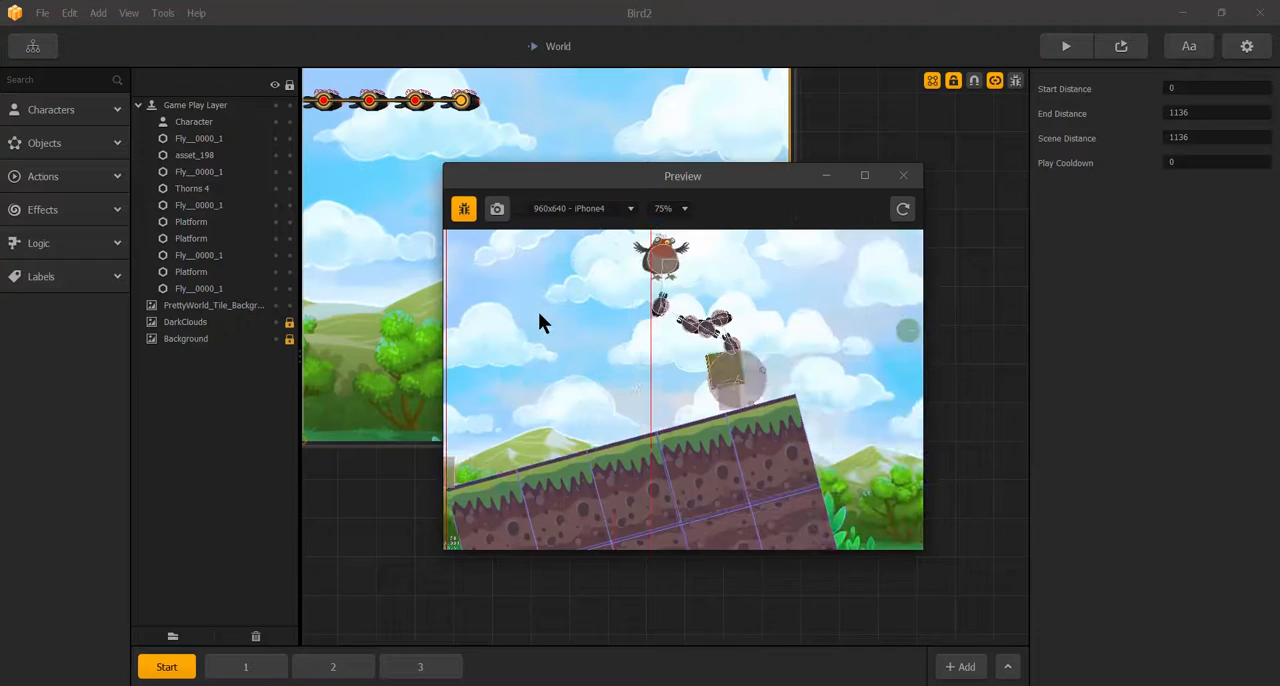 File Edit Add View Tools Help
Bird2
World
Aa
Search
Characters
Objects
Actions
Effects
Logic
Labels
Game Play Layer
Character
Fly__0000_1
asset_198
Fly__0000_1
Thorns 4
Fly__0000_1
Platform
Platform
Fly__0000_1
Platform
Fly__0000_1
PrettyWorld_Tile_Backgr...
DarkClouds
Background
Preview
960x640 - iPhone4
75%
Start Distance 0
End Distance 1136
Scene Distance 1136
Play Cooldown 0
Start 1 2 3
+ Add